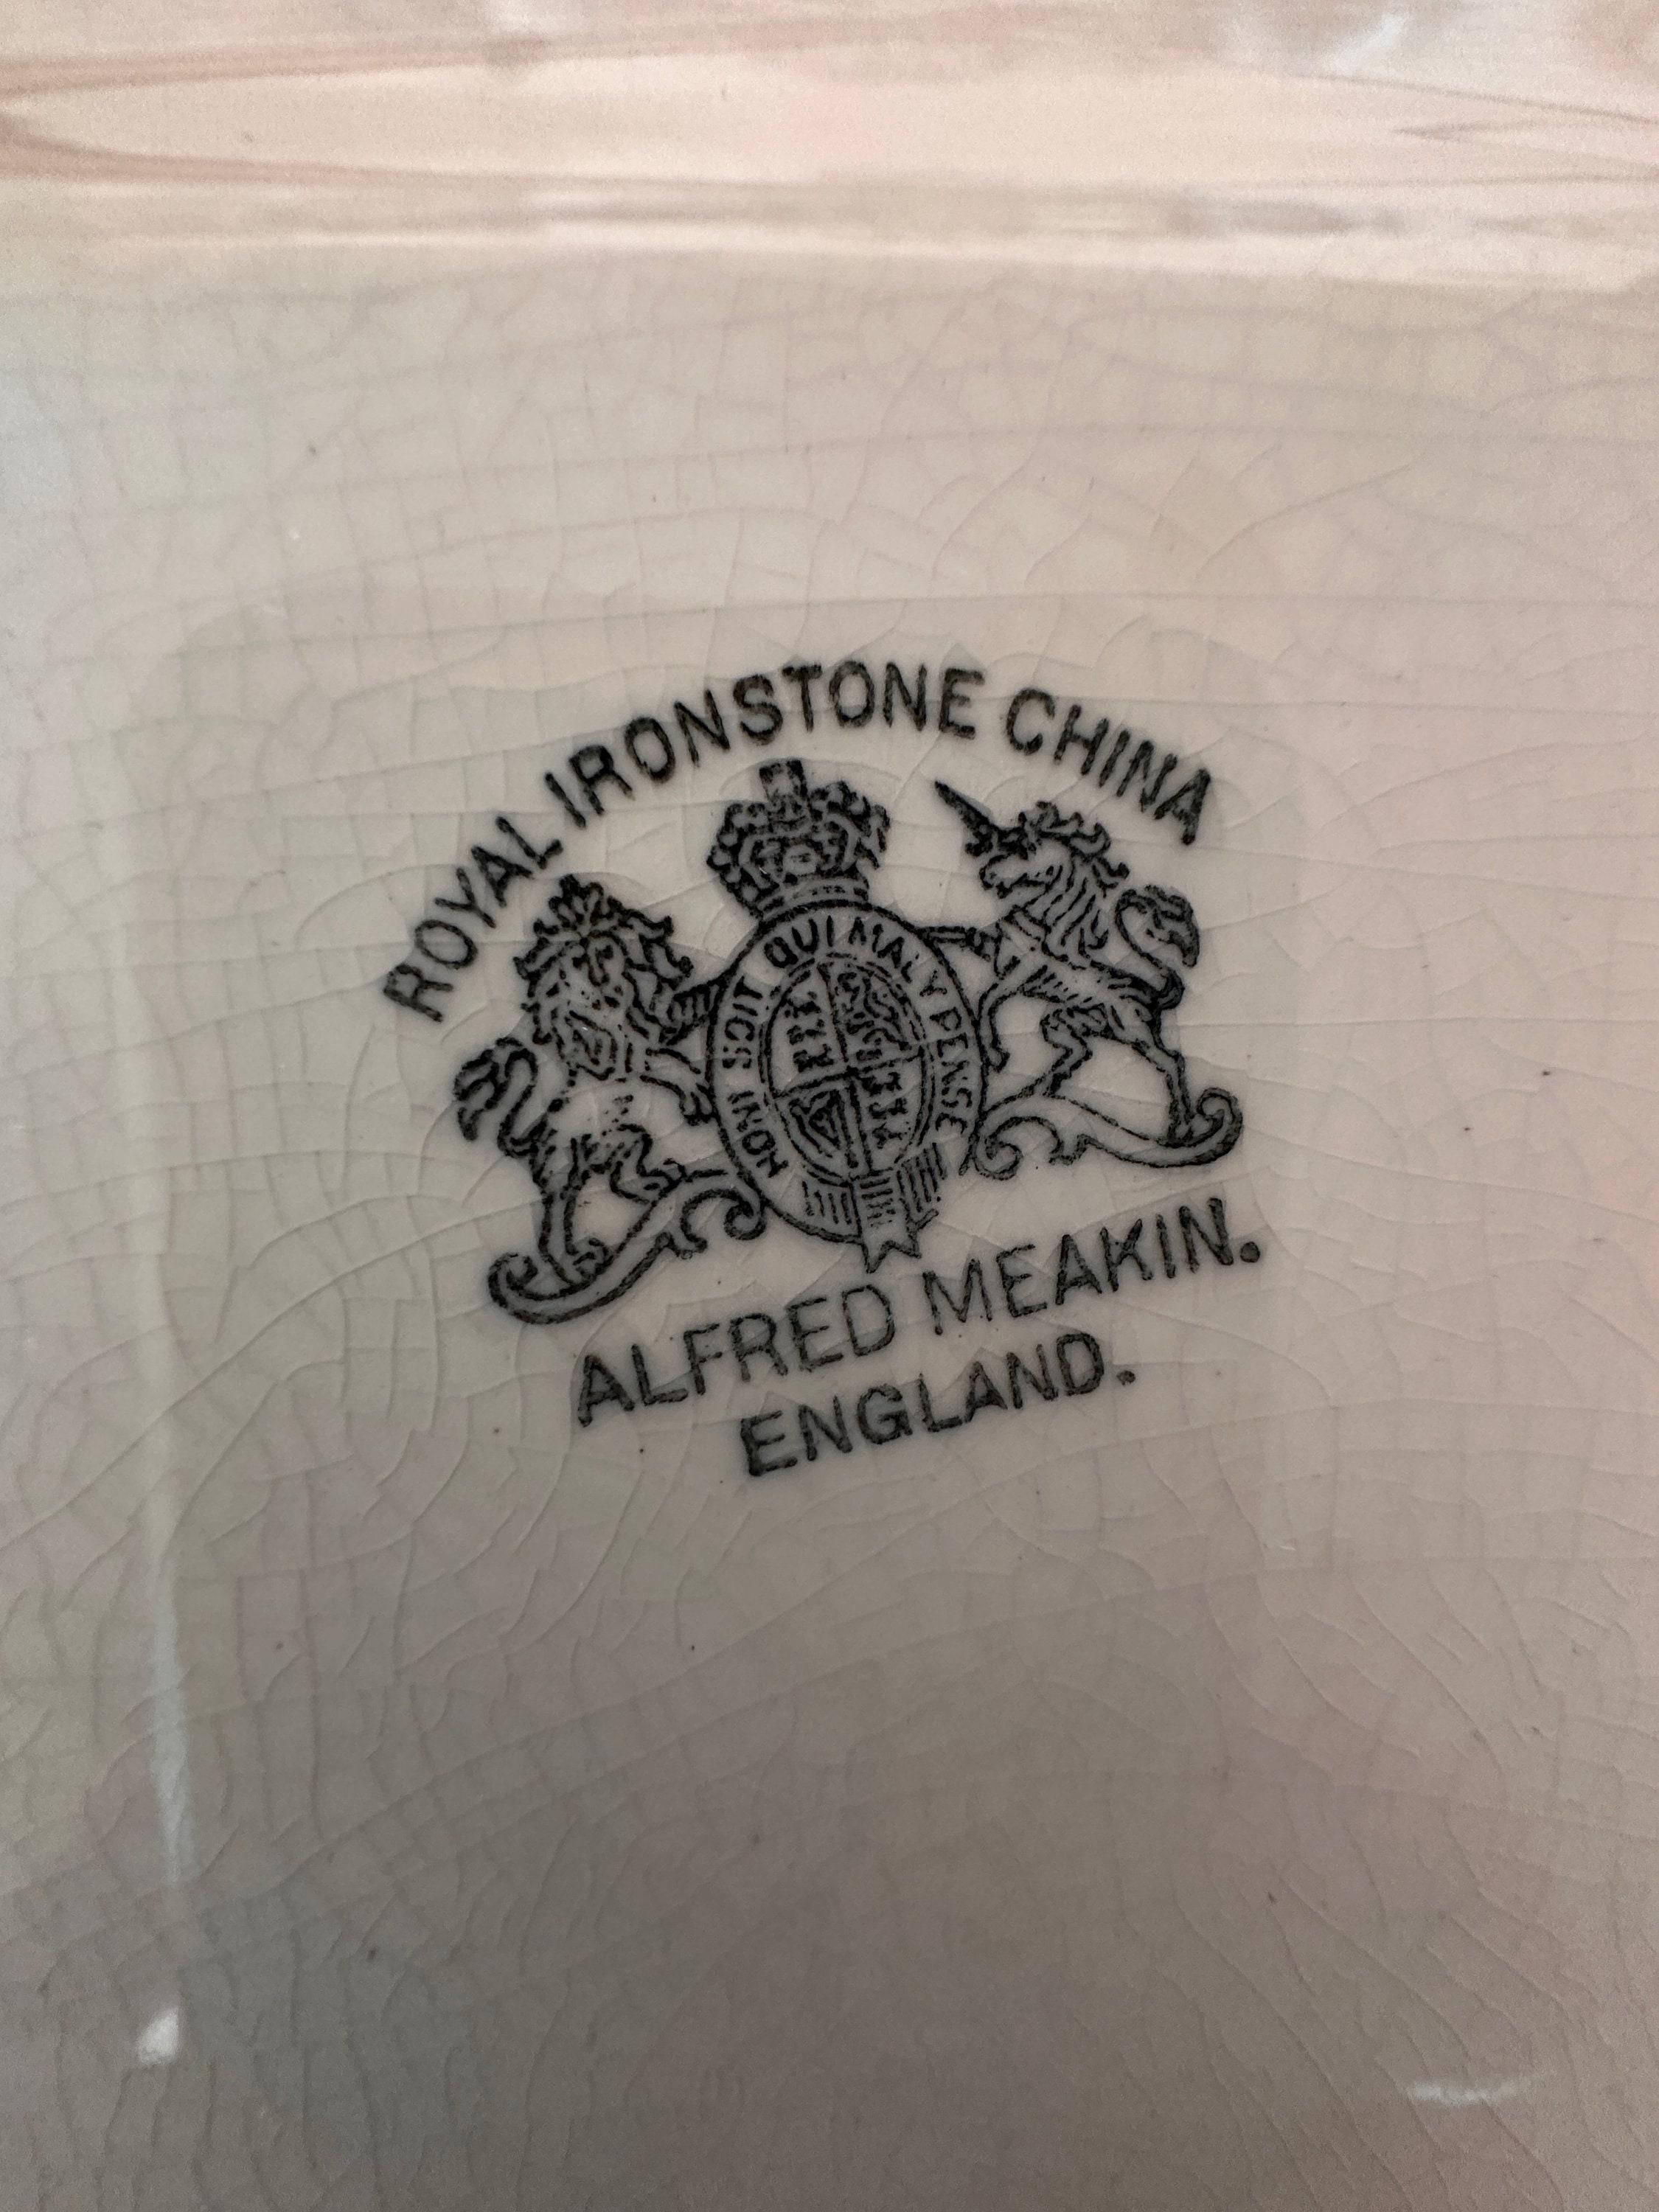 ROYAL IRONSTONE CHINA
HONI SOIT QUI MAL Y PENSE
ALFRED MEAKIN.
ENGLAND.